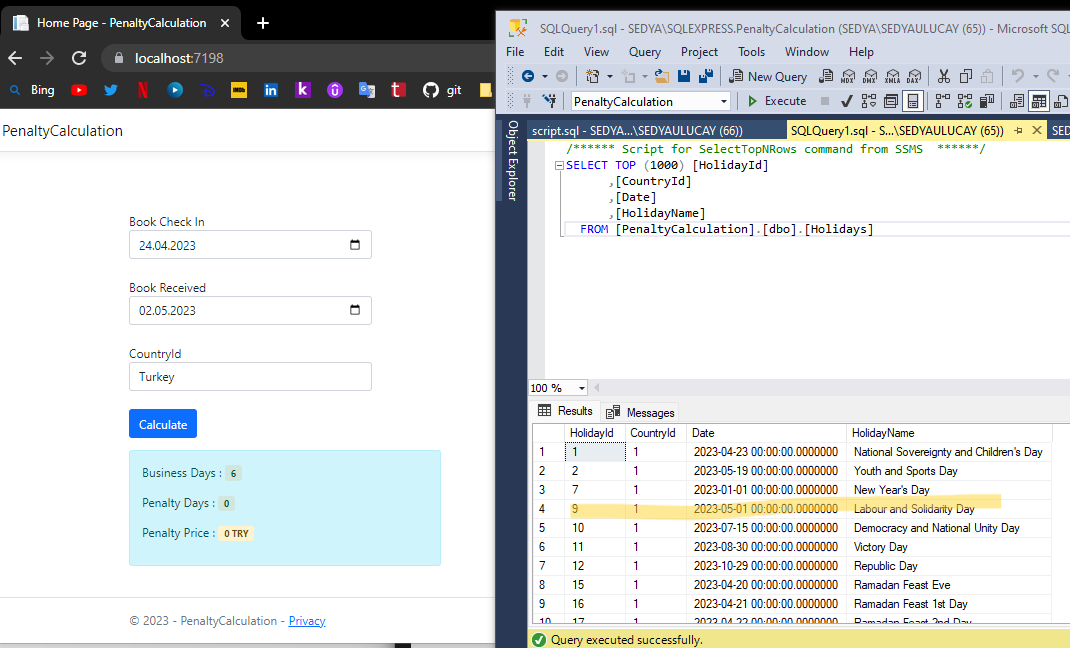 Home Page - PenaltyCalculation
localhost:7198
Bing
git
PenaltyCalculation
Book Check In
24.04.2023
Book Received
02.05.2023
CountryId
Turkey
Calculate
Business Days : 6
Penalty Days : 0
Penalty Price : 0 TRY
© 2023 - PenaltyCalculation - Privacy
SQLQuery1.sql - SEDYA\SQLEXPRESS.PenaltyCalculation (SEDYA\SEDYAULUCAY (65)) - Microsoft SQL
File Edit View Query Project Tools Window Help
New Query
MDX DMX XMLA DAX
PenaltyCalculation
Execute
Object Explorer
script.sql - SEDYA...\SEDYAULUCAY (66))
SQLQuery1.sql - S...\SEDYAULUCAY (65))
SED
/****** Script for SelectTopNRows command from SSMS ******/
SELECT TOP (1000) [HolidayId]
,[CountryId]
,[Date]
,[HolidayName]
FROM [PenaltyCalculation].[dbo].[Holidays]
100 %
Results Messages
HolidayId CountryId Date HolidayName
1 1 1 2023-04-23 00:00:00.0000000 National Sovereignty and Children's Day
2 2 1 2023-05-19 00:00:00.0000000 Youth and Sports Day
3 7 1 2023-01-01 00:00:00.0000000 New Year's Day
4 9 1 2023-05-01 00:00:00.0000000 Labour and Solidarity Day
5 10 1 2023-07-15 00:00:00.0000000 Democracy and National Unity Day
6 11 1 2023-08-30 00:00:00.0000000 Victory Day
7 12 1 2023-10-29 00:00:00.0000000 Republic Day
8 15 1 2023-04-20 00:00:00.0000000 Ramadan Feast Eve
9 16 1 2023-04-21 00:00:00.0000000 Ramadan Feast 1st Day
10 17 1 2023-04-22 00:00:00.0000000 Ramadan Feast 2nd Day
Query executed successfully.